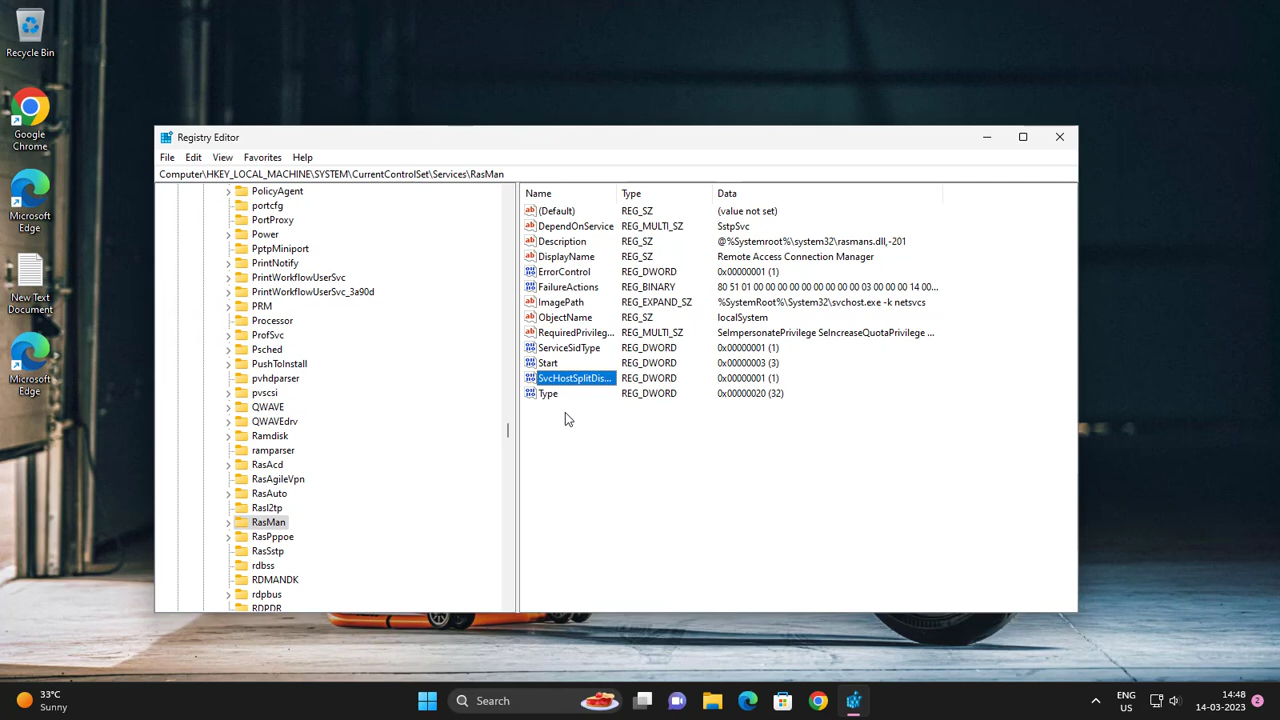 Recycle Bin
Google
Chrome
Microsoft
Edge
New Text
Document
Microsoft
Edge
Registry Editor
File Edit View Favorites Help
Computer\HKEY_LOCAL_MACHINE\SYSTEM\CurrentControlSet\Services\RasMan
PolicyAgent
portcfg
PortProxy
Power
PptpMiniport
PrintNotify
PrintWorkflowUserSvc
PrintWorkflowUserSvc_3a90d
PRM
Processor
ProfSvc
Psched
PushToInstall
pvhdparser
pvscsi
QWAVE
QWAVEdrv
Ramdisk
ramparser
RasAcd
RasAgileVpn
RasAuto
Rasl2tp
RasMan
RasPppoe
RasSstp
rdbss
RDMANDK
rdpbus
RDPDR
Name Type Data
(Default) REG_SZ (value not set)
DependOnService REG_MULTI_SZ SstpSvc
Description REG_SZ @%Systemroot%\system32\rasmans.dll,-201
DisplayName REG_SZ Remote Access Connection Manager
ErrorControl REG_DWORD 0x00000001 (1)
FailureActions REG_BINARY 80 51 01 00 00 00 00 00 00 00 00 00 03 00 00 00 14 00...
ImagePath REG_EXPAND_SZ %SystemRoot%\System32\svchost.exe -k netsvcs
ObjectName REG_SZ localSystem
RequiredPrivileg... REG_MULTI_SZ SeImpersonatePrivilege SeIncreaseQuotaPrivilege ...
ServiceSidType REG_DWORD 0x00000001 (1)
Start REG_DWORD 0x00000003 (3)
SvcHostSplitDis... REG_DWORD 0x00000001 (1)
Type REG_DWORD 0x00000020 (32)
33°C
Sunny
Search
ENG
US
14:48
14-03-2023
2